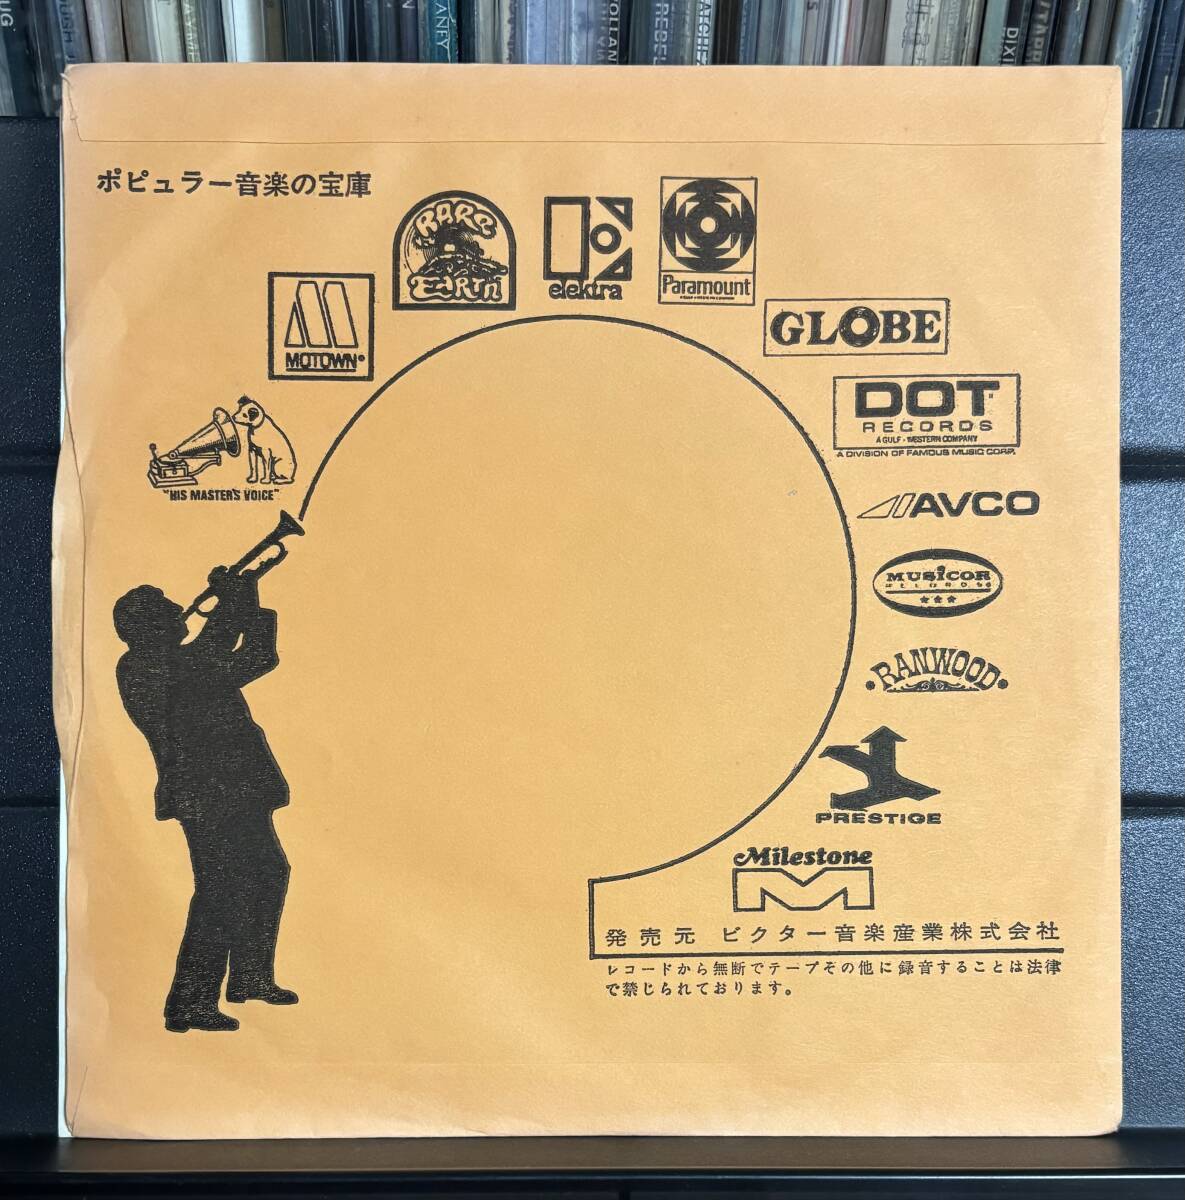 ポピュラー音楽の宝庫
RARE
EARTH
elektra
Paramount
MOTOWN
GLOBE
DOT
RECORDS
A GULF + WESTERN COMPANY
A DIVISION OF FAMOUS MUSIC CORP.
"HIS MASTER'S VOICE"
AVCO
MUSICOR
RANWOOD
PRESTIGE
Milestone
発売元 ビクター音楽産業株式会社
レコードから無断でテープその他に録音することは法律
で禁じられております。